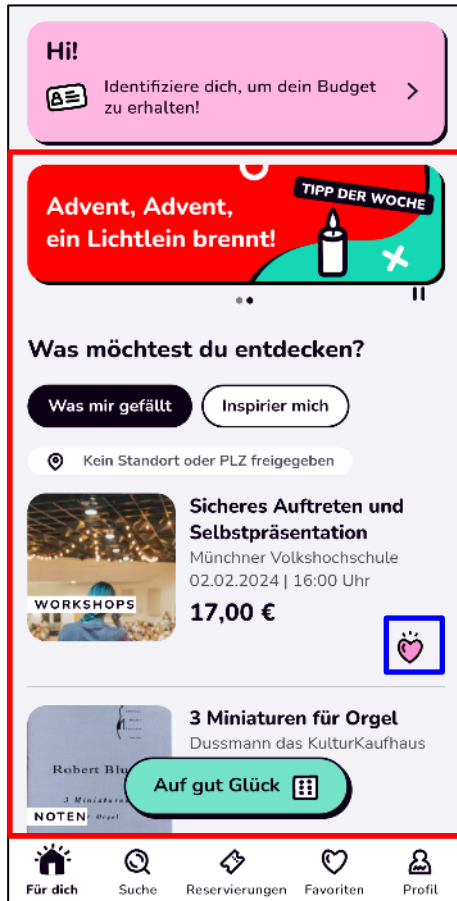 Hi!
Identifiziere dich, um dein Budget
zu erhalten!
Advent, Advent,
ein Lichtlein brennt!
TIPP DER WOCHE
Was möchtest du entdecken?
Was mir gefällt
Inspirier mich
Kein Standort oder PLZ freigegeben
Sicheres Auftreten und
Selbstpräsentation
Münchner Volkshochschule
02.02.2024 | 16:00 Uhr
17,00 €
WORKSHOPS
3 Miniaturen für Orgel
Dussmann das KulturKaufhaus
Robert
3 Miniaturen
Orgel
NOTEN
Auf gut Glück
Für dich
Suche
Reservierungen
Favoriten
Profil